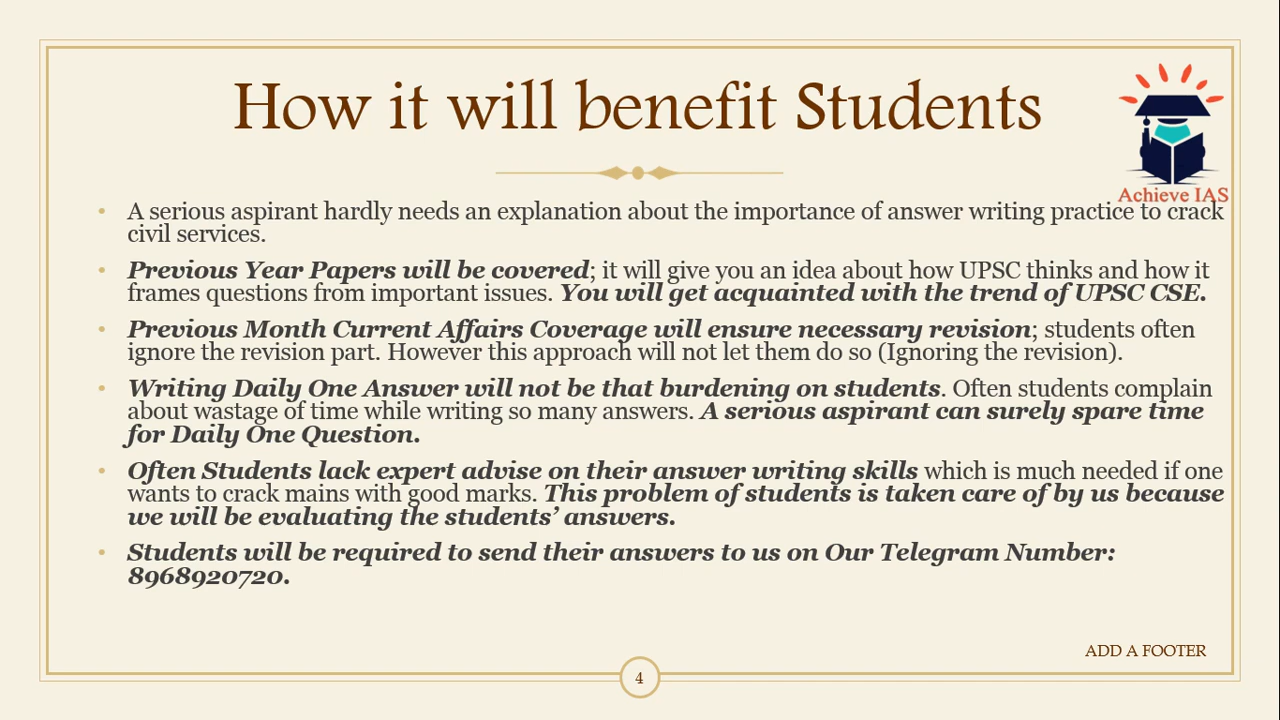 How it will benefit Students
Achieve IAS
• A serious aspirant hardly needs an explanation about the importance of answer writing practice to crack
civil services.
• Previous Year Papers will be covered; it will give you an idea about how UPSC thinks and how it
frames questions from important issues. You will get acquainted with the trend of UPSC CSE.
• Previous Month Current Affairs Coverage will ensure necessary revision; students often
ignore the revision part. However this approach will not let them do so (Ignoring the revision).
• Writing Daily One Answer will not be that burdening on students. Often students complain
about wastage of time while writing so many answers. A serious aspirant can surely spare time
for Daily One Question.
• Often Students lack expert advise on their answer writing skills which is much needed if one
wants to crack mains with good marks. This problem of students is taken care of by us because
we will be evaluating the students’ answers.
• Students will be required to send their answers to us on Our Telegram Number:
8968920720.
ADD A FOOTER
4